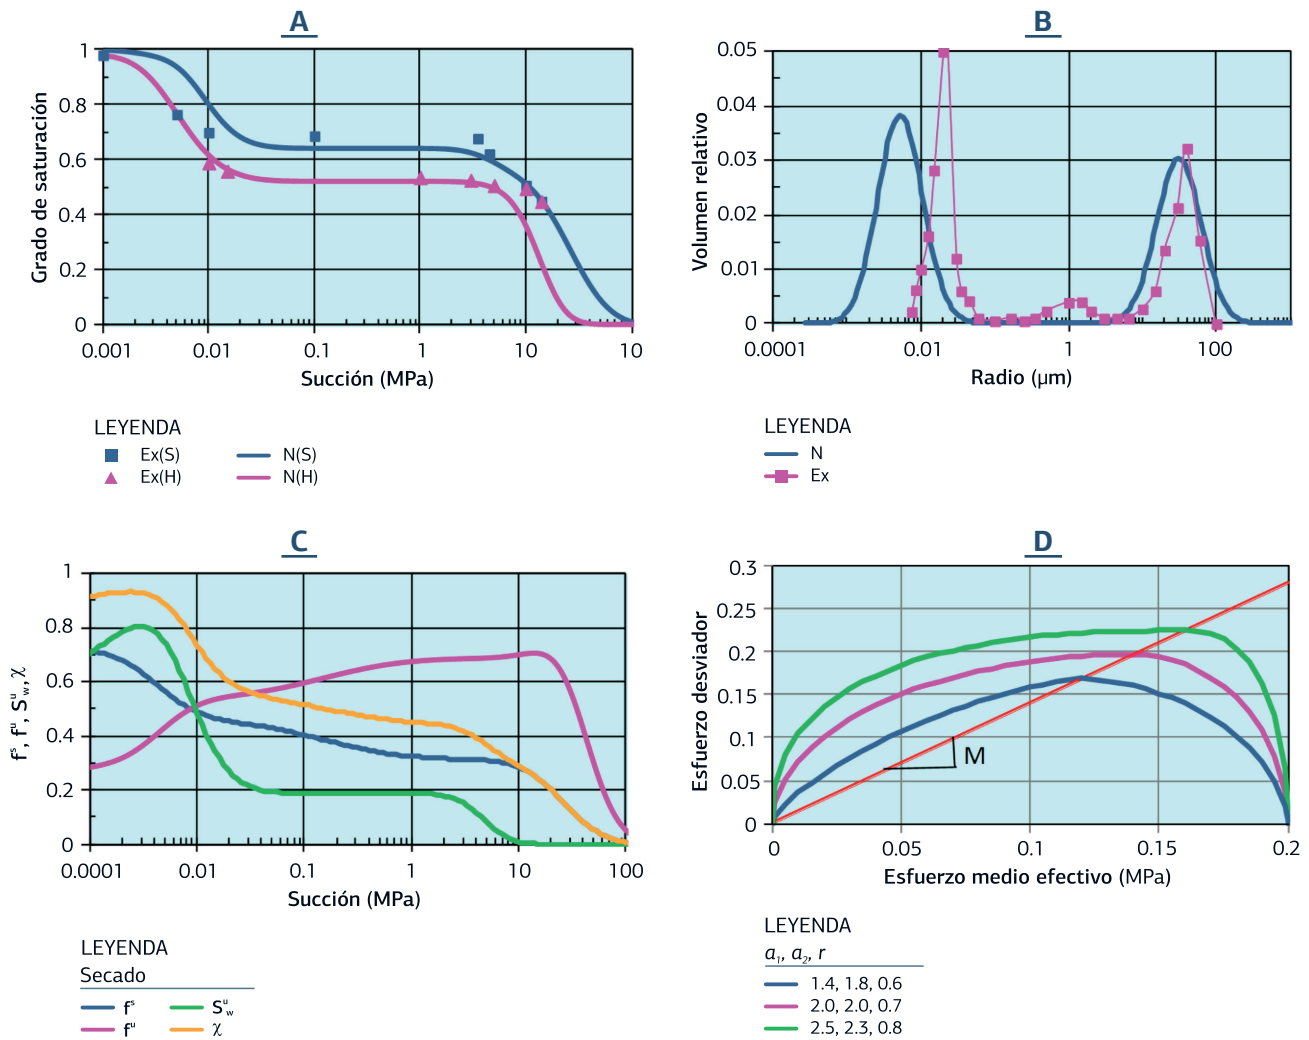 A
Grado de saturación
1
0.8
0.6
0.4
0.2
0
0.001 0.01 0.1 1 10 10
Succión (MPa)
LEYENDA
Ex(S) N(S)
Ex(H) N(H)
B
Volumen relativo
0.05
0.04
0.03
0.02
0.01
0
0.0001 0.01 1 100
Radio (µm)
LEYENDA
N
Ex
C
fˢ, fᵘ, Sᵘw, χ
1
0.8
0.6
0.4
0.2
0
0.0001 0.01 0.1 1 10 100
Succión (MPa)
LEYENDA
Secado
fˢ Sᵘw
fᵘ χ
D
Esfuerzo desviador
0.3
0.25
0.2
0.15
0.1
0.05
0
M
0 0.05 0.1 0.15 0.2
Esfuerzo medio efectivo (MPa)
LEYENDA
a₁, a₂, r
1.4, 1.8, 0.6
2.0, 2.0, 0.7
2.5, 2.3, 0.8